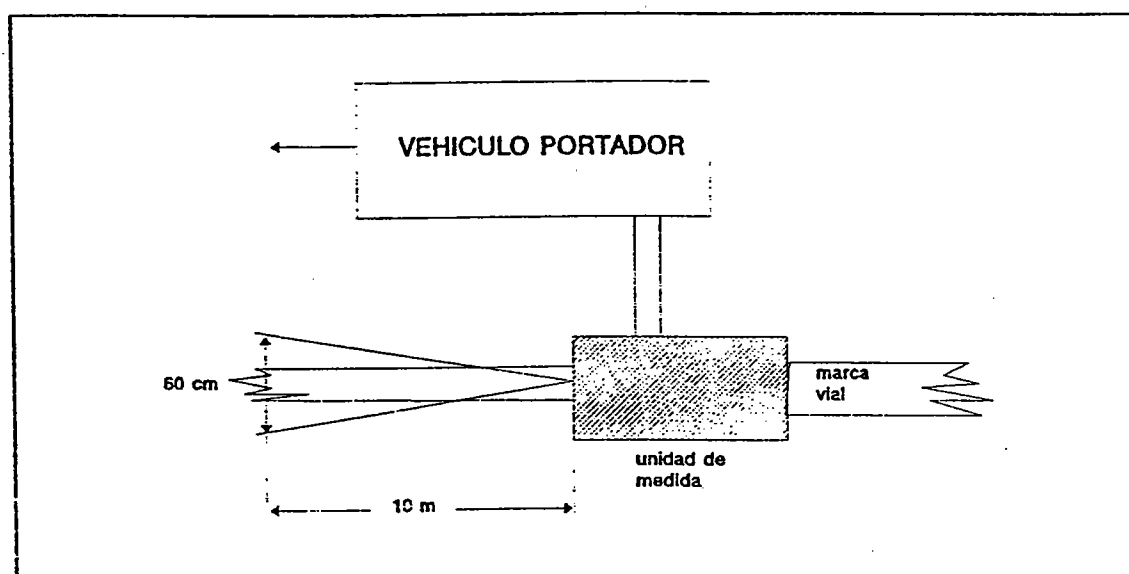 VEHICULO PORTADOR
60 cm
marca
vial
unidad de
medida
10 m